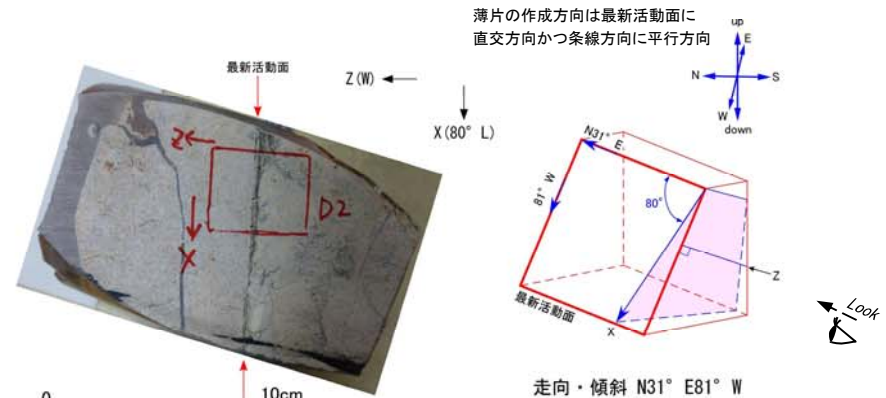 薄片の作成方向は最新活動面に
直交方向かつ条線方向に平行方向
最新活動面
Z(W)
X(80° L)
Z
X
D2
10cm
up
E
N
S
W
down
N31° E
81° W
80°
Z
X
最新活動面
Look
走向・傾斜 N31° E81° W